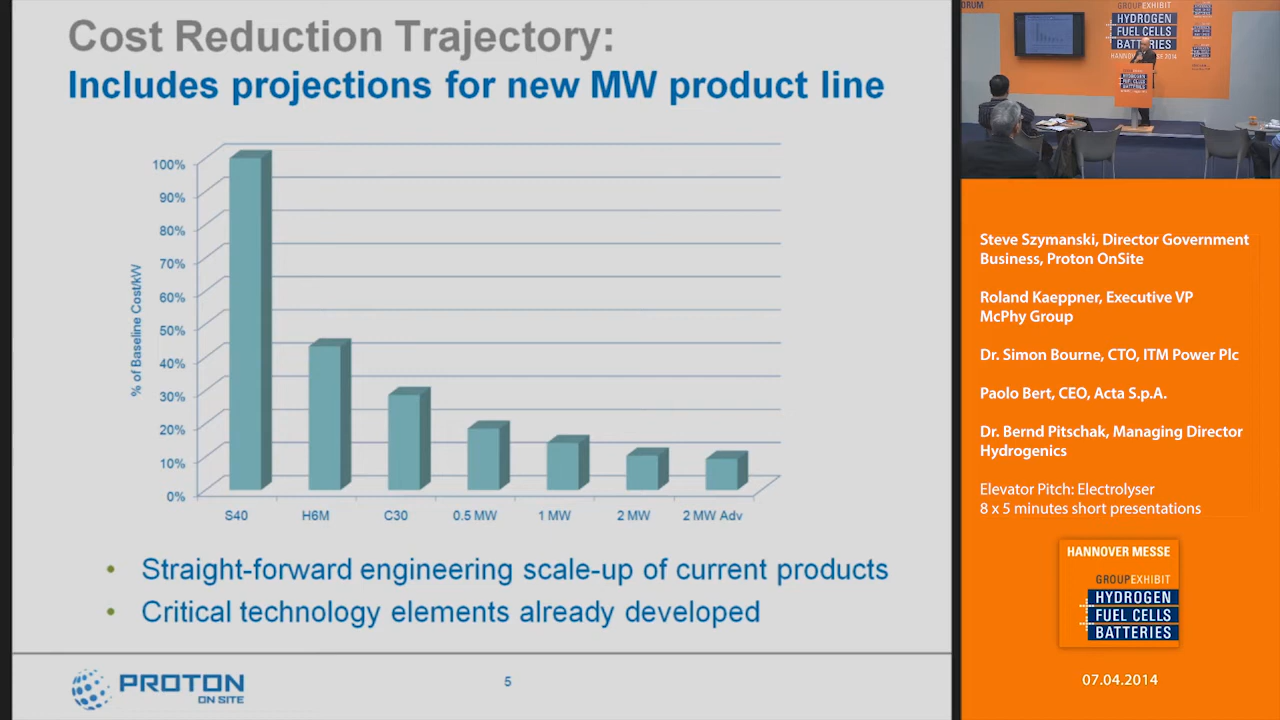 Cost Reduction Trajectory:
Includes projections for new MW product line
% of Baseline Cost/kW
100%
90%
80%
70%
60%
50%
40%
30%
20%
10%
0%
S40
H6M
C30
0.5 MW
1 MW
2 MW
2 MW Adv
• Straight-forward engineering scale-up of current products
• Critical technology elements already developed
PROTON
ON SITE
5
GROUPEXHIBIT
HYDROGEN
FUEL CELLS
BATTERIES
Steve Szymanski, Director Government
Business, Proton OnSite
Roland Kaeppner, Executive VP
McPhy Group
Dr. Simon Bourne, CTO, ITM Power Plc
Paolo Bert, CEO, Acta S.p.A.
Dr. Bernd Pitschak, Managing Director
Hydrogenics
Elevator Pitch: Electrolyser
8 x 5 minutes short presentations
HANNOVER MESSE
GROUPEXHIBIT
HYDROGEN
FUEL CELLS
BATTERIES
07.04.2014